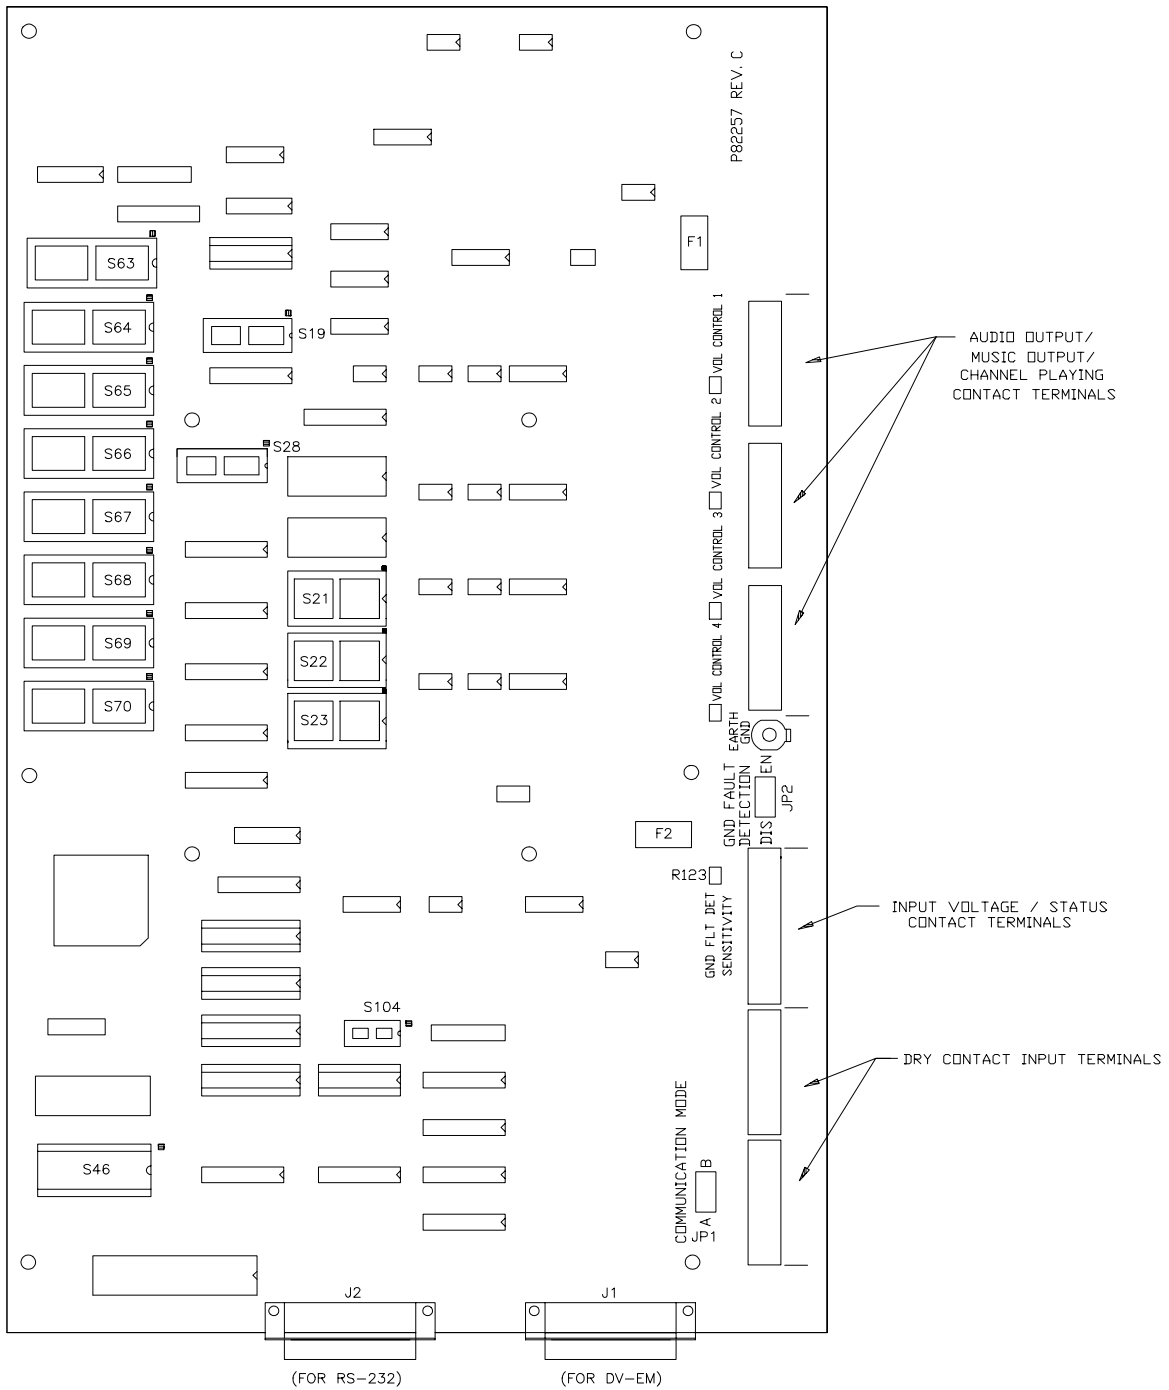 P82257 REV. C
F1
S63
S64
S19
VOL CONTROL 1
AUDIO OUTPUT/
MUSIC OUTPUT/
CHANNEL PLAYING
CONTACT TERMINALS
S65
VOL CONTROL 2
S66
S28
S67
VOL CONTROL 3
S68
S21
S69
S22
VOL CONTROL 4
S70
S23
EARTH
GND
EN
JP2
DIS
GND FAULT
DETECTION
F2
R123
GND FLT DET
SENSITIVITY
INPUT VOLTAGE / STATUS
CONTACT TERMINALS
S104
DRY CONTACT INPUT TERMINALS
COMMUNICATION MODE
S46
B
A
JP1
J2
J1
(FOR RS-232)
(FOR DV-EM)